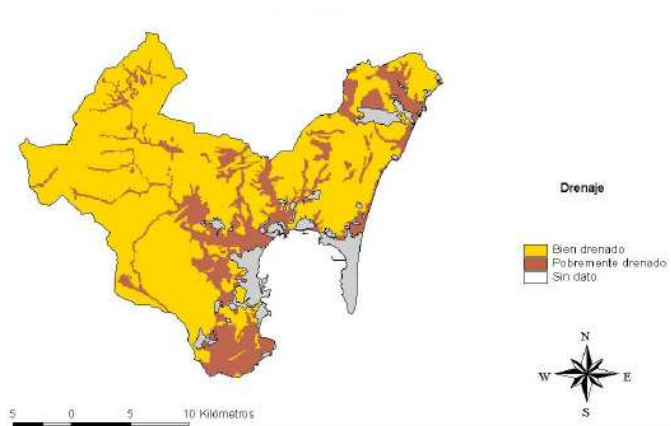 Drenaje
Bien drenado
Pobremente drenado
Sin dato
N
W E
S
5 0 5 10 Kilómetros